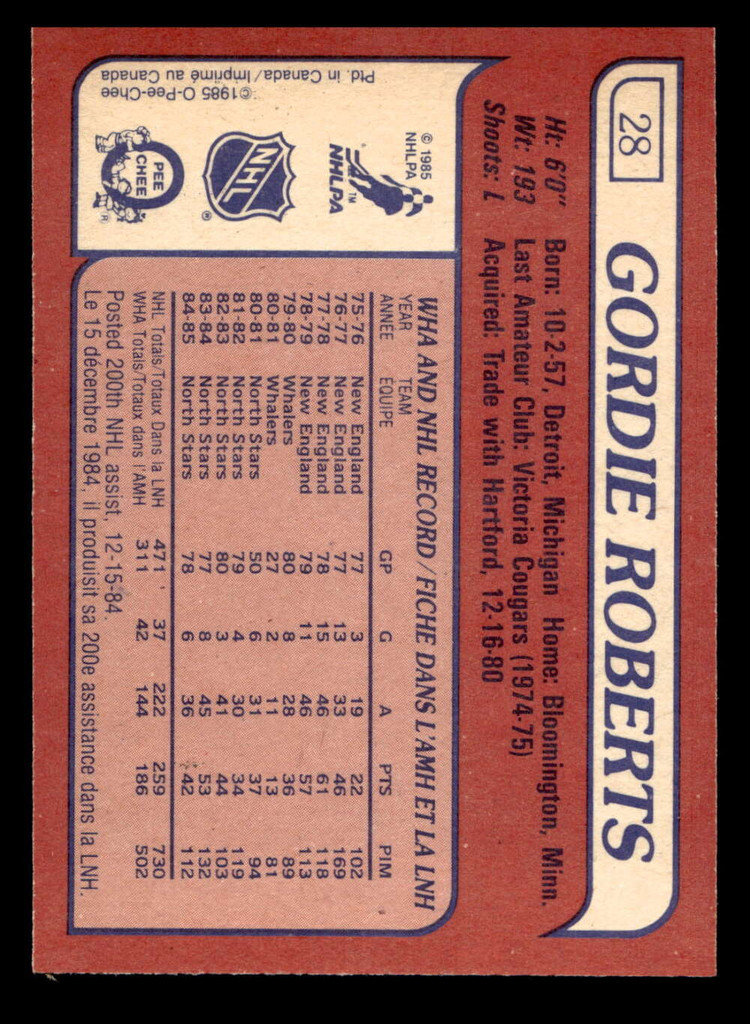 28
GORDIE ROBERTS
Ht: 6'0" Born: 10-2-57, Detroit, Michigan Home: Bloomington, Minn.
Wt: 193 Last Amateur Club: Victoria Cougars (1974-75)
Shoots: L Acquired: Trade with Hartford, 12-16-80
© 1985
NHLPA
NHLPA™
NHL
®
O
PEE
CHEE
®
©1985 O-Pee-Chee
Ptd. in Canada/Imprimé au Canada
WHA AND NHL RECORD/FICHE DANS L'AMH ET LA LNH
YEAR TEAM GP G A PTS PIM
ANNÉE ÉQUIPE
75-76 New England 77 3 19 22 102
76-77 New England 77 13 33 46 169
77-78 New England 78 15 46 61 118
78-79 New England 79 11 46 57 113
79-80 Whalers 80 8 28 36 89
80-81 Whalers 27 2 11 13 81
80-81 North Stars 50 6 31 37 94
81-82 North Stars 79 4 30 34 119
82-83 North Stars 80 3 41 44 103
83-84 North Stars 77 8 45 53 132
84-85 North Stars 78 6 36 42 112
NHL Totals/Totaux Dans la LNH 471 37 222 259 730
WHA Totals/Totaux dans l'AMH 311 42 144 186 502
Posted 200th NHL assist, 12-15-84.
Le 15 décembre 1984, il produisit sa 200e assistance dans la LNH.